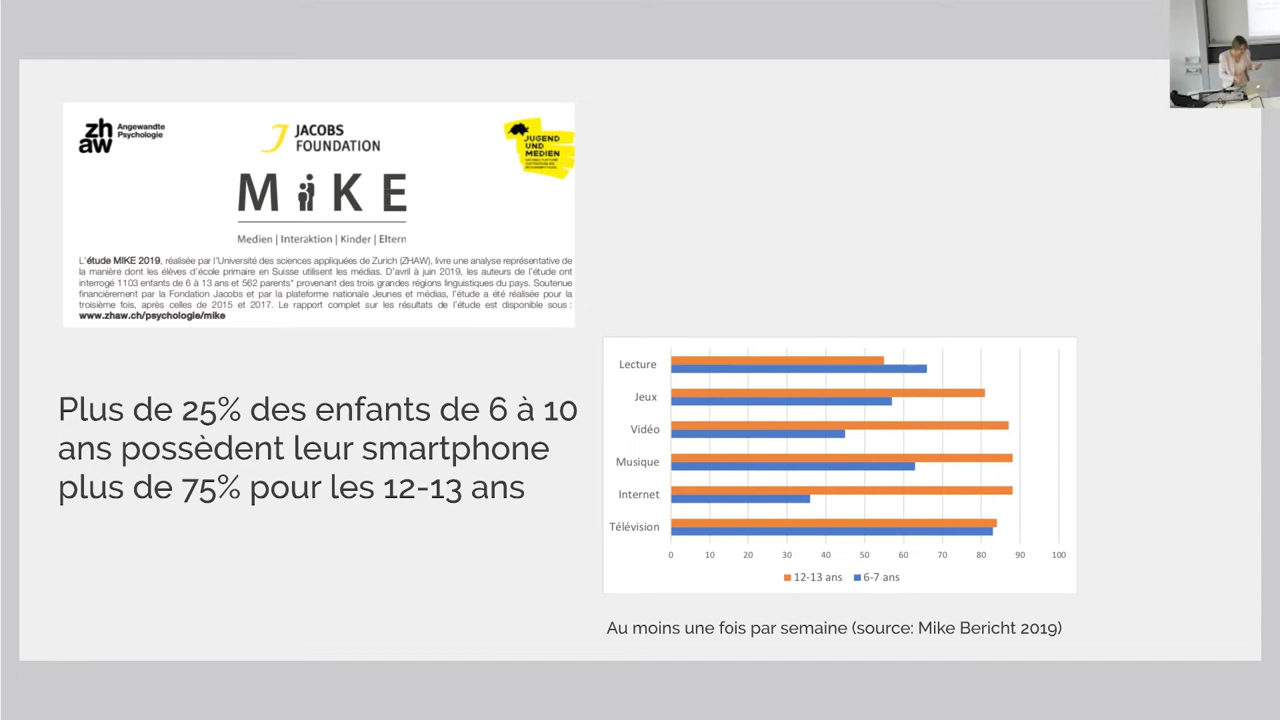 zh
aw
Angewandte
Psychologie
JACOBS
FOUNDATION
JUGEND
UND
MEDIEN
MiKE
Medien | Interaktion | Kinder | Eltern
L'étude MIKE 2019, réalisée par l'Université des sciences appliquées de Zurich (ZHAW), livre une analyse représentative de
la manière dont les élèves d'école primaire en Suisse utilisent les médias. D'avril à juin 2019, les auteurs de l'étude ont
interrogé 1103 enfants de 6 à 13 ans et 562 parents* provenant des trois grandes régions linguistiques du pays. Soutenue
financièrement par la Fondation Jacobs et par la plateforme nationale Jeunes et médias, l'étude a été réalisée pour la
troisième fois, après celles de 2015 et 2017. Le rapport complet sur les résultats de l'étude est disponible sous :
www.zhaw.ch/psychologie/mike
Plus de 25% des enfants de 6 à 10
ans possèdent leur smartphone
plus de 75% pour les 12-13 ans
Lecture
Jeux
Vidéo
Musique
Internet
Télévision
0 10 20 30 40 50 60 70 80 90 100
12-13 ans 6-7 ans
Au moins une fois par semaine (source: Mike Bericht 2019)